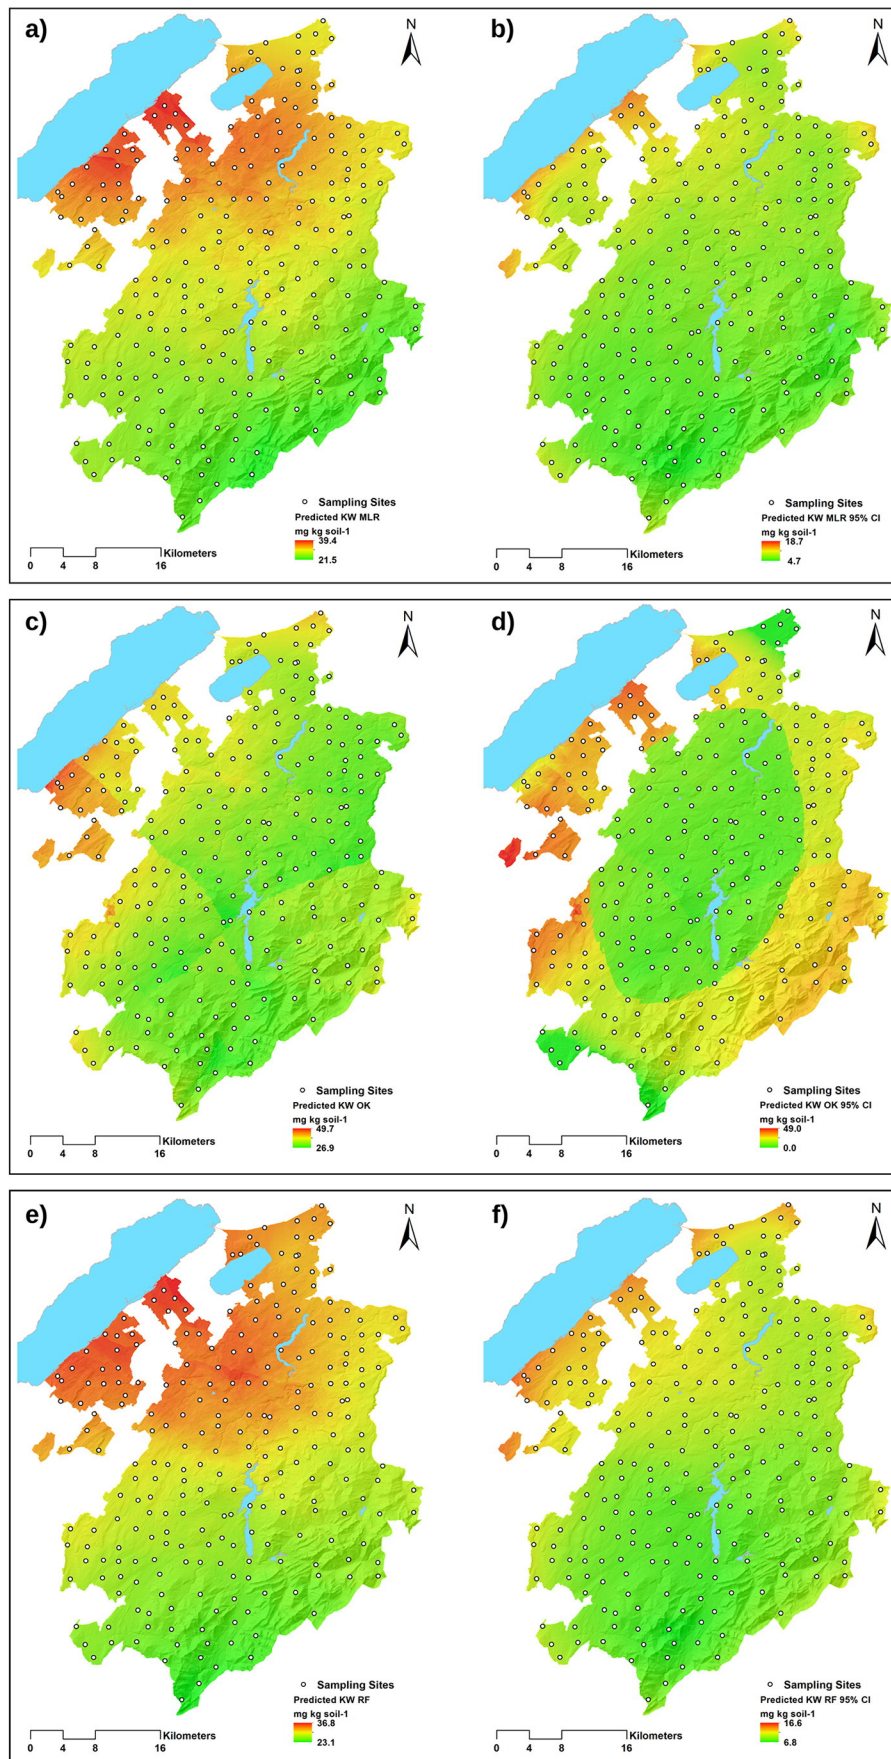 a)
N
Sampling Sites
Predicted KW MLR
mg kg soil-1
39.4
21.5
Kilometers
0 4 8 16
b)
N
Sampling Sites
Predicted KW MLR 95% CI
mg kg soil-1
18.7
4.7
Kilometers
0 4 8 16
c)
N
Sampling Sites
Predicted KW OK
mg kg soil-1
49.7
26.9
Kilometers
0 4 8 16
d)
N
Sampling Sites
Predicted KW OK 95% CI
mg kg soil-1
49.0
0.0
Kilometers
0 4 8 16
e)
N
Sampling Sites
Predicted KW RF
mg kg soil-1
36.8
23.1
Kilometers
0 4 8 16
f)
N
Sampling Sites
Predicted KW RF 95% CI
mg kg soil-1
16.6
6.8
Kilometers
0 4 8 16